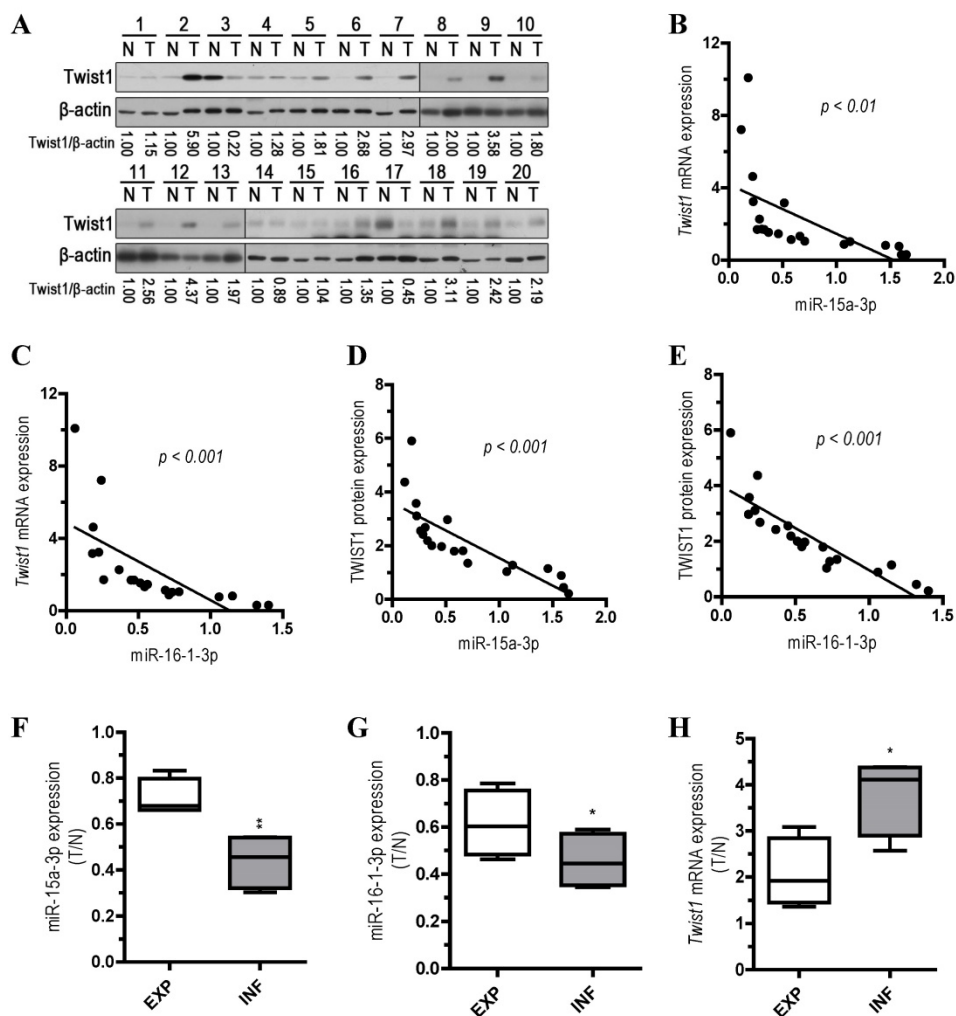 A
1 2 3 4 5 6 7 8 9 10
N T N T N T N T N T N T N T N T N T N T
Twist1
β-actin
Twist1/β-actin 1.00 1.15 1.00 5.90 1.00 0.22 1.00 1.28 1.00 1.81 1.00 2.68 1.00 2.97 1.00 2.00 1.00 3.58 1.00 1.80
11 12 13 14 15 16 17 18 19 20
N T N T N T N T N T N T N T N T N T N T
Twist1
β-actin
Twist1/β-actin 1.00 2.56 1.00 4.37 1.00 1.97 1.00 0.89 1.00 1.04 1.00 1.35 1.00 0.45 1.00 3.11 1.00 2.42 1.00 2.19
B
Twist1 mRNA expression
12
8
4
0
p < 0.01
0.0 0.5 1.0 1.5 2.0
miR-15a-3p
C
Twist1 mRNA expression
12
8
4
0
p < 0.001
0.0 0.5 1.0 1.5
miR-16-1-3p
D
TWIST1 protein expression
8
6
4
2
0
p < 0.001
0.0 0.5 1.0 1.5 2.0
miR-15a-3p
E
TWIST1 protein expression
8
6
4
2
0
p < 0.001
0.0 0.5 1.0 1.5
miR-16-1-3p
F
miR-15a-3p expression
(T/N)
1.0
0.8
0.6
0.4
0.2
0.0
**
EXP INF
G
miR-16-1-3p expression
(T/N)
1.0
0.8
0.6
0.4
0.2
0.0
*
EXP INF
H
Twist1 mRNA expression
(T/N)
5
4
3
2
1
0
*
EXP INF